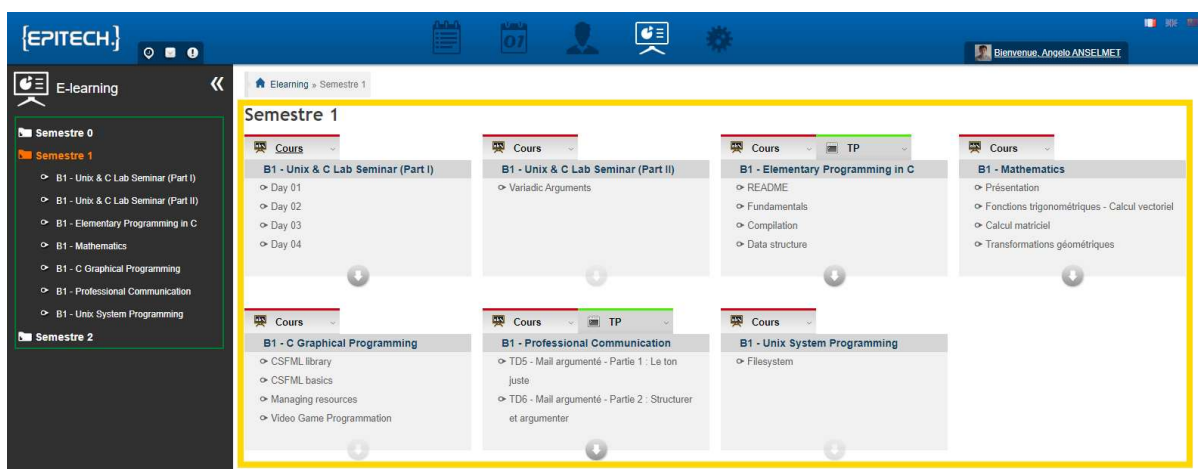 {EPITECH.}
07
Bienvenue, Angelo ANSELMET
E-learning
Elearning » Semestre 1
Semestre 0
Semestre 1
B1 - Unix & C Lab Seminar (Part I)
B1 - Unix & C Lab Seminar (Part II)
B1 - Elementary Programming in C
B1 - Mathematics
B1 - C Graphical Programming
B1 - Professional Communication
B1 - Unix System Programming
Semestre 2
Semestre 1
Cours
B1 - Unix & C Lab Seminar (Part I)
Day 01
Day 02
Day 03
Day 04
Cours
B1 - Unix & C Lab Seminar (Part II)
Variadic Arguments
Cours TP
B1 - Elementary Programming in C
README
Fundamentals
Compilation
Data structure
Cours
B1 - Mathematics
Présentation
Fonctions trigonométriques - Calcul vectoriel
Calcul matriciel
Transformations géométriques
Cours
B1 - C Graphical Programming
CSFML library
CSFML basics
Managing resources
Video Game Programmation
Cours TP
B1 - Professional Communication
TD5 - Mail argumenté - Partie 1 : Le ton
juste
TD6 - Mail argumenté - Partie 2 : Structurer
et argumenter
Cours
B1 - Unix System Programming
Filesystem